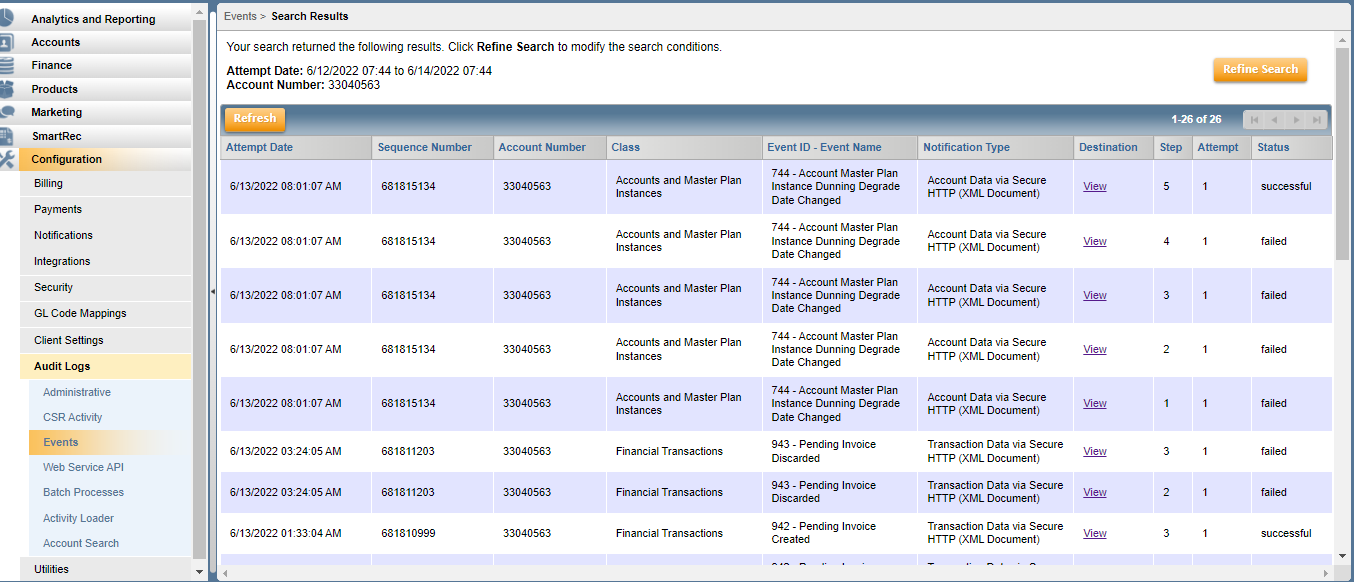 Analytics and Reporting
Accounts
Finance
Products
Marketing
SmartRec
Configuration
Billing
Payments
Notifications
Integrations
Security
GL Code Mappings
Client Settings
Audit Logs
Administrative
CSR Activity
Events
Web Service API
Batch Processes
Activity Loader
Account Search
Utilities
Events > Search Results
Your search returned the following results. Click Refine Search to modify the search conditions.
Attempt Date: 6/12/2022 07:44 to 6/14/2022 07:44
Account Number: 33040563
Refine Search
Refresh
1-26 of 26
Attempt Date Sequence Number Account Number Class Event ID - Event Name Notification Type Destination Step Attempt Status
744 - Account Master Plan
Accounts and Master Plan Account Data via Secure
6/13/2022 08:01:07 AM 681815134 33040563 Instance Dunning Degrade View 5 1 successful
Instances HTTP (XML Document)
Date Changed
744 - Account Master Plan
Accounts and Master Plan Account Data via Secure
6/13/2022 08:01:07 AM 681815134 33040563 Instance Dunning Degrade View 4 1 failed
Instances HTTP (XML Document)
Date Changed
744 - Account Master Plan
Accounts and Master Plan Account Data via Secure
6/13/2022 08:01:07 AM 681815134 33040563 Instance Dunning Degrade View 3 1 failed
Instances HTTP (XML Document)
Date Changed
744 - Account Master Plan
Accounts and Master Plan Account Data via Secure
6/13/2022 08:01:07 AM 681815134 33040563 Instance Dunning Degrade View 2 1 failed
Instances HTTP (XML Document)
Date Changed
744 - Account Master Plan
Accounts and Master Plan Account Data via Secure
6/13/2022 08:01:07 AM 681815134 33040563 Instance Dunning Degrade View 1 1 failed
Instances HTTP (XML Document)
Date Changed
943 - Pending Invoice Transaction Data via Secure
6/13/2022 03:24:05 AM 681811203 33040563 Financial Transactions View 3 1 failed
Discarded HTTP (XML Document)
943 - Pending Invoice Transaction Data via Secure
6/13/2022 03:24:05 AM 681811203 33040563 Financial Transactions View 2 1 failed
Discarded HTTP (XML Document)
942 - Pending Invoice Transaction Data via Secure
6/13/2022 01:33:04 AM 681810999 33040563 Financial Transactions View 3 1 successful
Created HTTP (XML Document)